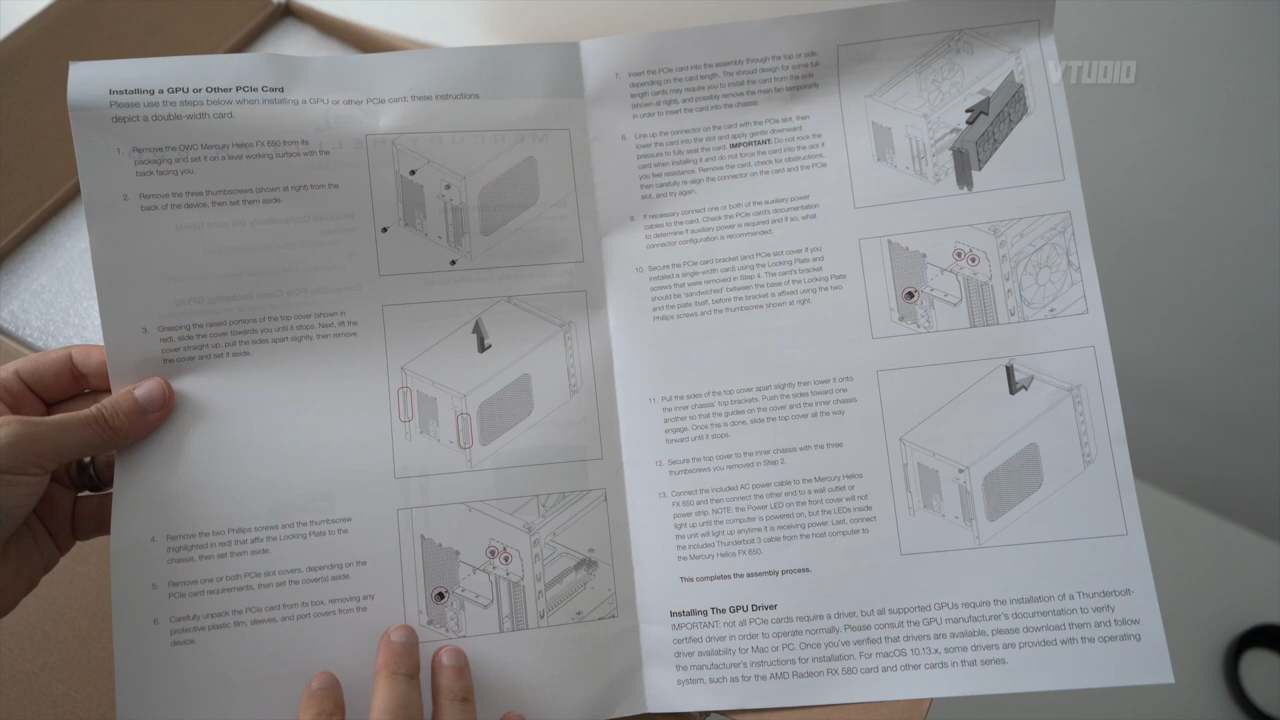 Installing a GPU or Other PCIe Card
Please use the steps below when installing a GPU or other PCIe card; these instructions
depict a double-width card.
1. Remove the OWC Mercury Helios FX 650 from its
packaging and set it on a level working surface with the
back facing you.
2. Remove the three thumbscrews (shown at right) from the
back of the device, then set them aside.
3. Grasping the raised portions of the top cover (shown in
red), slide the cover towards you until it stops. Next, lift the
cover straight up, pull the sides apart slightly, then remove
the cover and set it aside.
4. Remove the two Phillips screws and the thumbscrew
(highlighted in red) that affix the Locking Plate to the
chassis, then set them aside.
5. Remove one or both PCIe slot covers, depending on the
PCIe card requirements, then set the cover(s) aside.
6. Carefully unpack the PCIe card from its box, removing any
protective plastic film, sleeves, and port covers from the
device.
7. Insert the PCIe card into the assembly through the top or side,
depending on the card length. The shroud design for some full-
length cards may require you to install the card from the side
(shown at right), and possibly remove the main fan temporarily
in order to insert the card into the chassis.
8. Line up the connector on the card with the PCIe slot, then
lower the card into the slot and apply gentle downward
pressure to fully seat the card. IMPORTANT: Do not rock the
card when installing it and do not force the card into the slot if
you feel resistance. Remove the card, check for obstructions,
then carefully re-align the connector on the card and the PCIe
slot, and try again.
9. If necessary connect one or both of the auxiliary power
cables to the card. Check the PCIe card's documentation
to determine if auxiliary power is required and if so, what
connector configuration is recommended.
10. Secure the PCIe card bracket (and PCIe slot cover if you
installed a single-width card) using the Locking Plate and
screws that were removed in Step 4. The card's bracket
should be 'sandwiched' between the base of the Locking Plate
and the plate itself, before the bracket is affixed using the two
Phillips screws and the thumbscrew shown at right.
11. Pull the sides of the top cover apart slightly then lower it onto
the inner chassis' top brackets. Push the sides toward one
another so that the guides on the cover and the inner chassis
engage. Once this is done, slide the top cover all the way
forward until it stops.
12. Secure the top cover to the inner chassis with the three
thumbscrews you removed in Step 2.
13. Connect the included AC power cable to the Mercury Helios
FX 650 and then connect the other end to a wall outlet or
power strip. NOTE: the Power LED on the front cover will not
light up until the computer is powered on, but the LEDs inside
the unit will light up anytime it is receiving power. Last, connect
the included Thunderbolt 3 cable from the host computer to
the Mercury Helios FX 650.
This completes the assembly process.
Installing The GPU Driver
IMPORTANT: not all PCIe cards require a driver, but all supported GPUs require the installation of a Thunderbolt-
certified driver in order to operate normally. Please consult the GPU manufacturer's documentation to verify
driver availability for Mac or PC. Once you've verified that drivers are available, please download them and follow
the manufacturer's instructions for installation. For macOS 10.13.x, some drivers are provided with the operating
system, such as for the AMD Radeon RX 580 card and other cards in that series.
VTUDIO